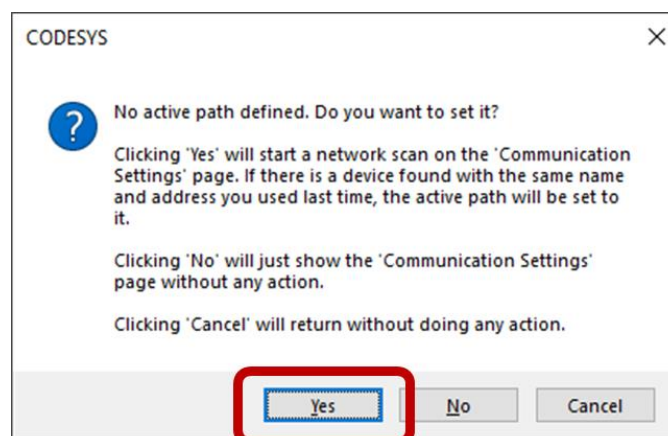 CODESYS
No active path defined. Do you want to set it?
Clicking 'Yes' will start a network scan on the 'Communication
Settings' page. If there is a device found with the same name
and address you used last time, the active path will be set to
it.
Clicking 'No' will just show the 'Communication Settings'
page without any action.
Clicking 'Cancel' will return without doing any action.
Yes No Cancel